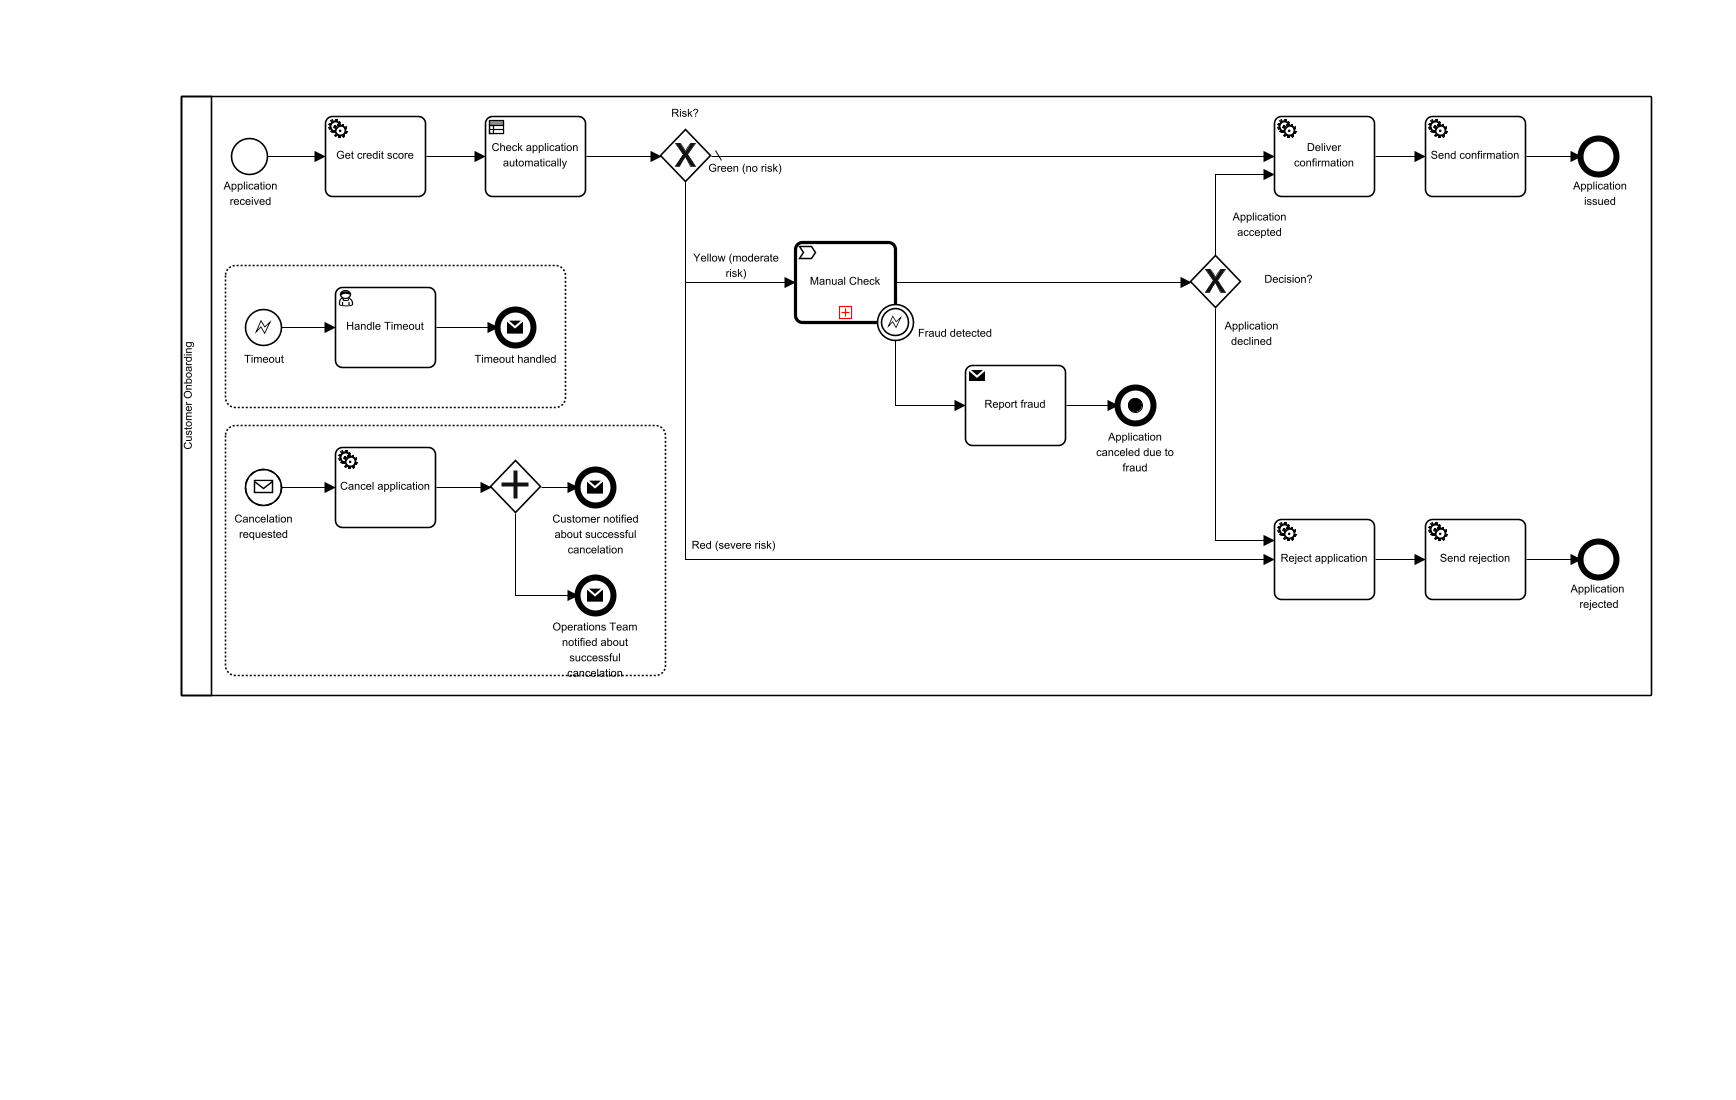 Customer Onboarding
Risk?
Get credit score
Check application
automatically
Green (no risk)
Deliver
confirmation
Send confirmation
Application
received
Application
issued
Application
accepted
Yellow (moderate
risk)
Manual Check
Decision?
Handle Timeout
Timeout
Timeout handled
Fraud detected
Application
declined
Report fraud
Application
canceled due to
fraud
Cancel application
Cancelation
requested
Customer notified
about successful
cancelation
Red (severe risk)
Reject application
Send rejection
Application
rejected
Operations Team
notified about
successful
cancelation